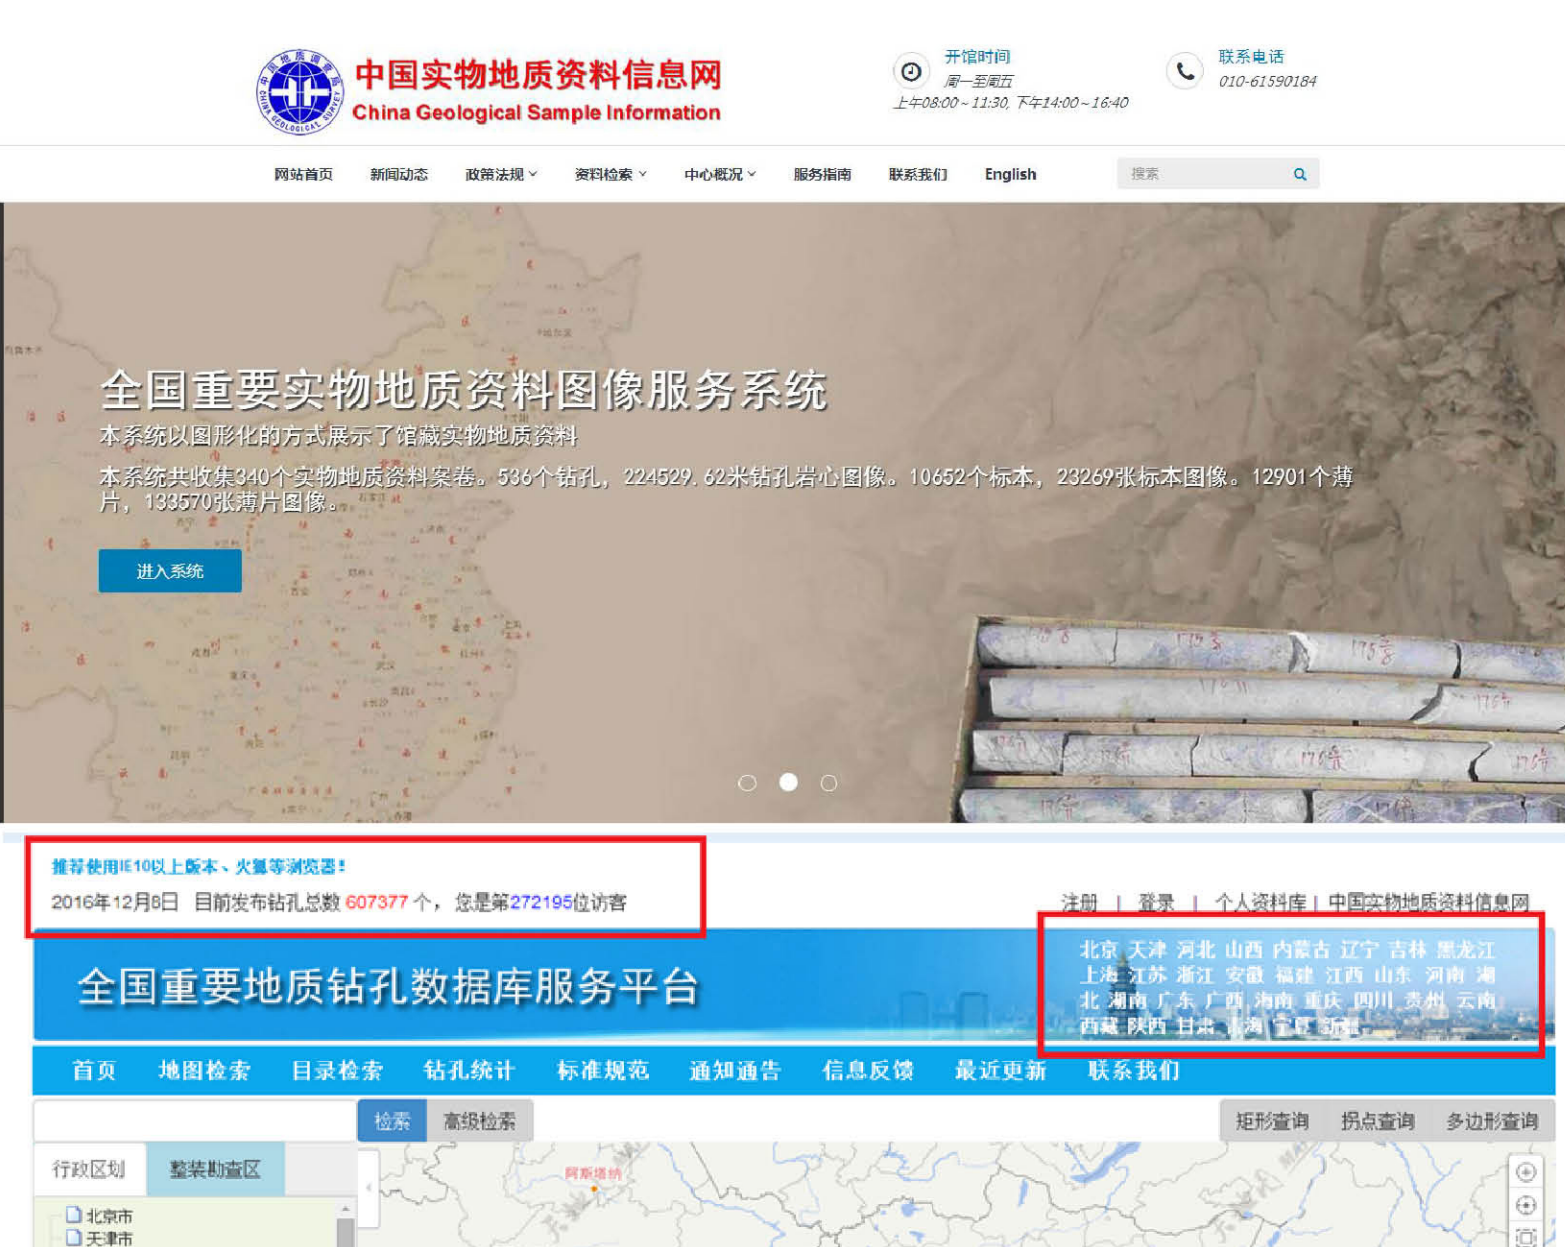 中国实物地质资料信息网
China Geological Sample Information
开馆时间
周一至周五
上午08:00~11:30, 下午14:00~16:40
联系电话
010-61590184
网站首页 新闻动态 政策法规 资料检索 中心概况 服务指南 联系我们 English 搜索
全国重要实物地质资料图像服务系统
本系统以图形化的方式展示了馆藏实物地质资料
本系统共收集340个实物地质资料案卷。536个钻孔，224529.62米钻孔岩心图像。10652个标本，23269张标本图像。12901个薄
片，133570张薄片图像。
进入系统
推荐使用IE10以上版本、火狐等浏览器!
2016年12月8日 目前发布钻孔总数 607377 个， 您是第272195位访客
注册 | 登录 | 个人资料库 | 中国实物地质资料信息网
全国重要地质钻孔数据库服务平台
北京 天津 河北 山西 内蒙古 辽宁 吉林 黑龙江
上海 江苏 浙江 安徽 福建 江西 山东 河南 湖
北 湖南 广东 广西 海南 重庆 四川 贵州 云南
西藏 陕西 甘肃 青海 宁夏 新疆
首页 地图检索 目录检索 钻孔统计 标准规范 通知通告 信息反馈 最近更新 联系我们
检索 高级检索 矩形查询 拐点查询 多边形查询
行政区划 整装勘查区
阿斯塔纳
北京市
天津市